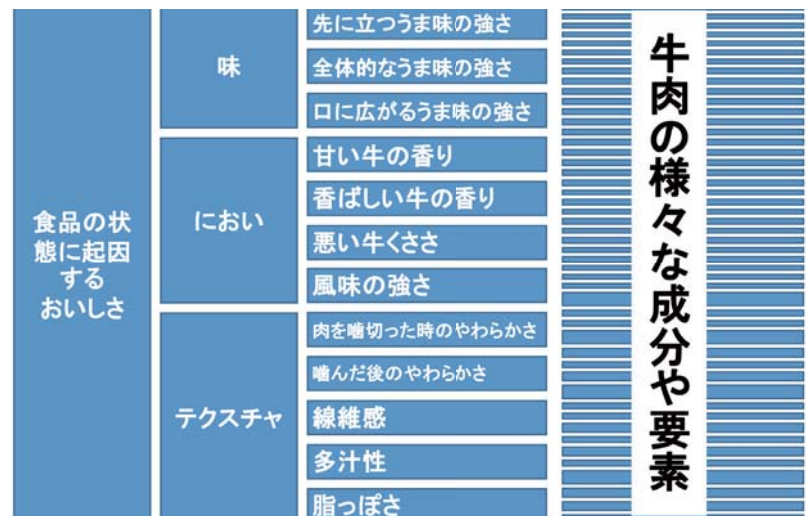 食品の状
態に起因
する
おいしさ
味
先に立つうま味の強さ
全体的なうま味の強さ
口に広がるうま味の強さ
におい
甘い牛の香り
香ばしい牛の香り
悪い牛くささ
風味の強さ
テクスチャ
肉を噛切った時のやわらかさ
噛んだ後のやわらかさ
線維感
多汁性
脂っぽさ
牛肉の様々な成分や要素